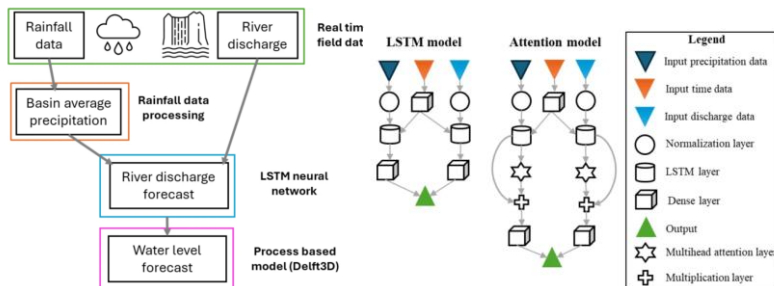 Rainfall
data
River
discharge
Real tim
field dat
Basin average
precipitation
Rainfall data
processing
River discharge
forecast
LSTM neural
network
Water level
forecast
Process based
model (Delft3D)
LSTM model
Attention model
Legend
Input precipitation data
Input time data
Input discharge data
Normalization layer
LSTM layer
Dense layer
Output
Multihead attention layer
Multiplication layer